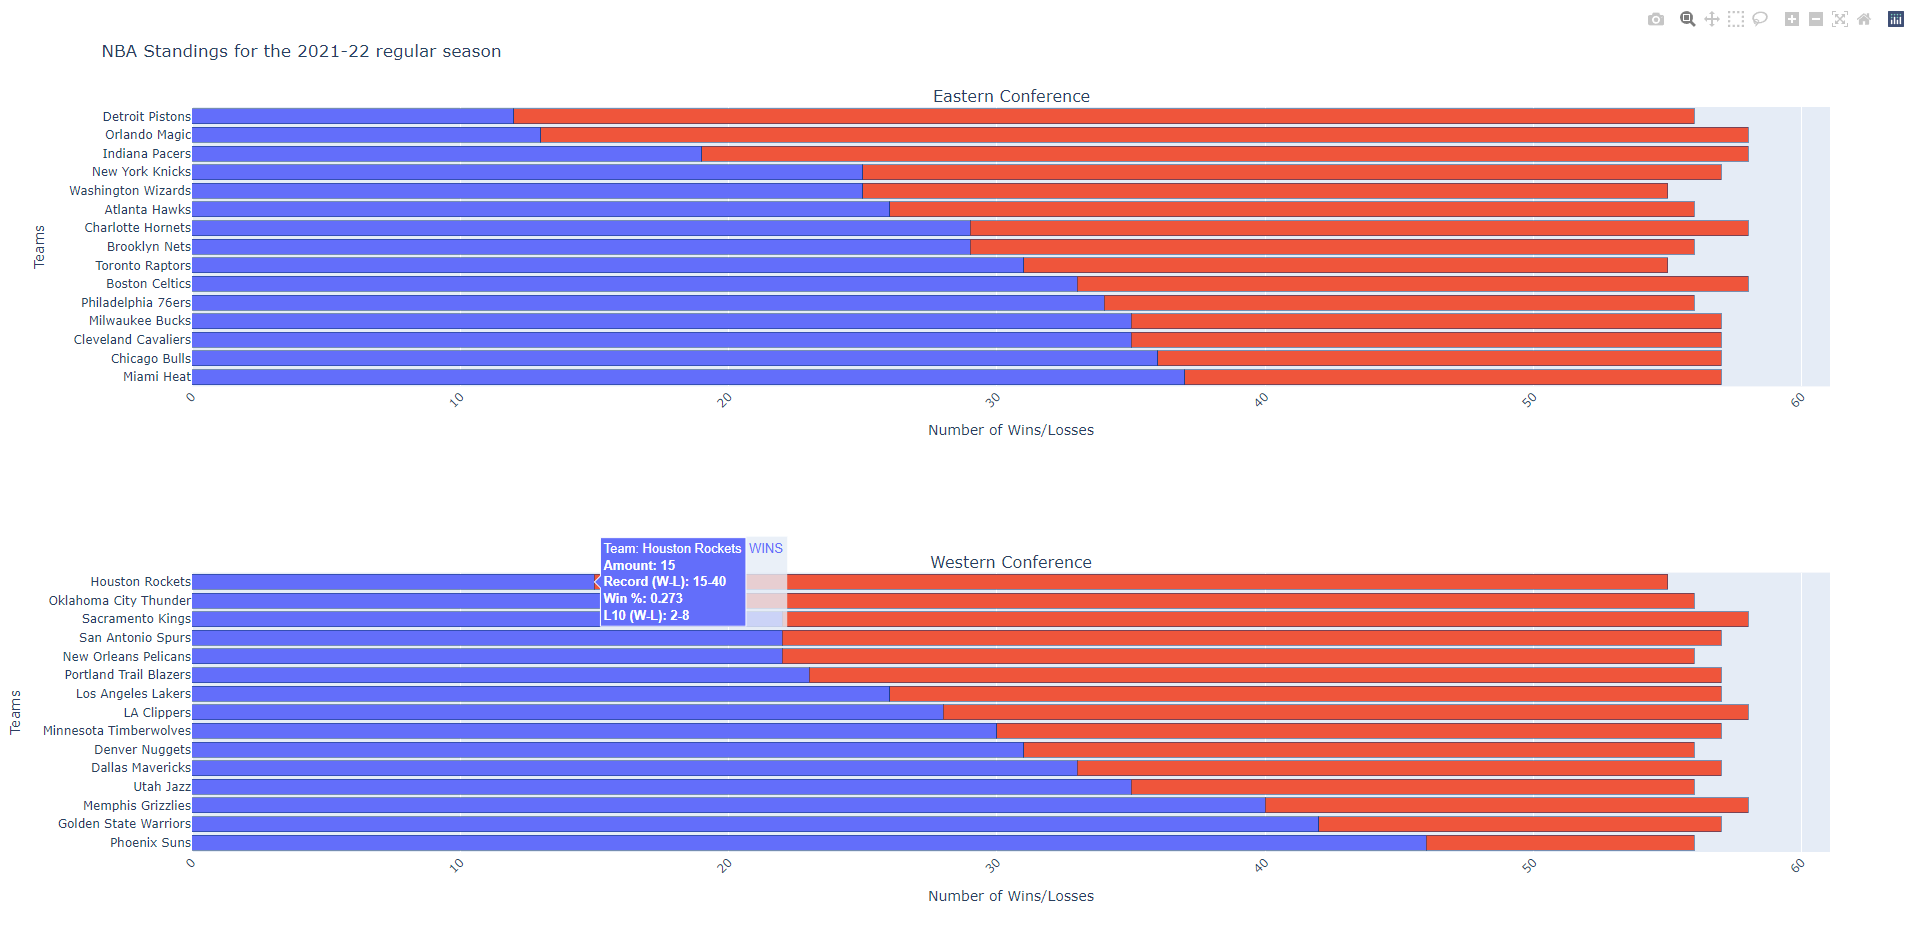 NBA Standings for the 2021-22 regular season
Eastern Conference
Teams
Detroit Pistons
Orlando Magic
Indiana Pacers
New York Knicks
Washington Wizards
Atlanta Hawks
Charlotte Hornets
Brooklyn Nets
Toronto Raptors
Boston Celtics
Philadelphia 76ers
Milwaukee Bucks
Cleveland Cavaliers
Chicago Bulls
Miami Heat
0 10 20 30 40 50 60
Number of Wins/Losses
Western Conference
Team: Houston Rockets WINS
Amount: 15
Record (W-L): 15-40
Win %: 0.273
L10 (W-L): 2-8
Teams
Houston Rockets
Oklahoma City Thunder
Sacramento Kings
San Antonio Spurs
New Orleans Pelicans
Portland Trail Blazers
Los Angeles Lakers
LA Clippers
Minnesota Timberwolves
Denver Nuggets
Dallas Mavericks
Utah Jazz
Memphis Grizzlies
Golden State Warriors
Phoenix Suns
0 10 20 30 40 50 60
Number of Wins/Losses